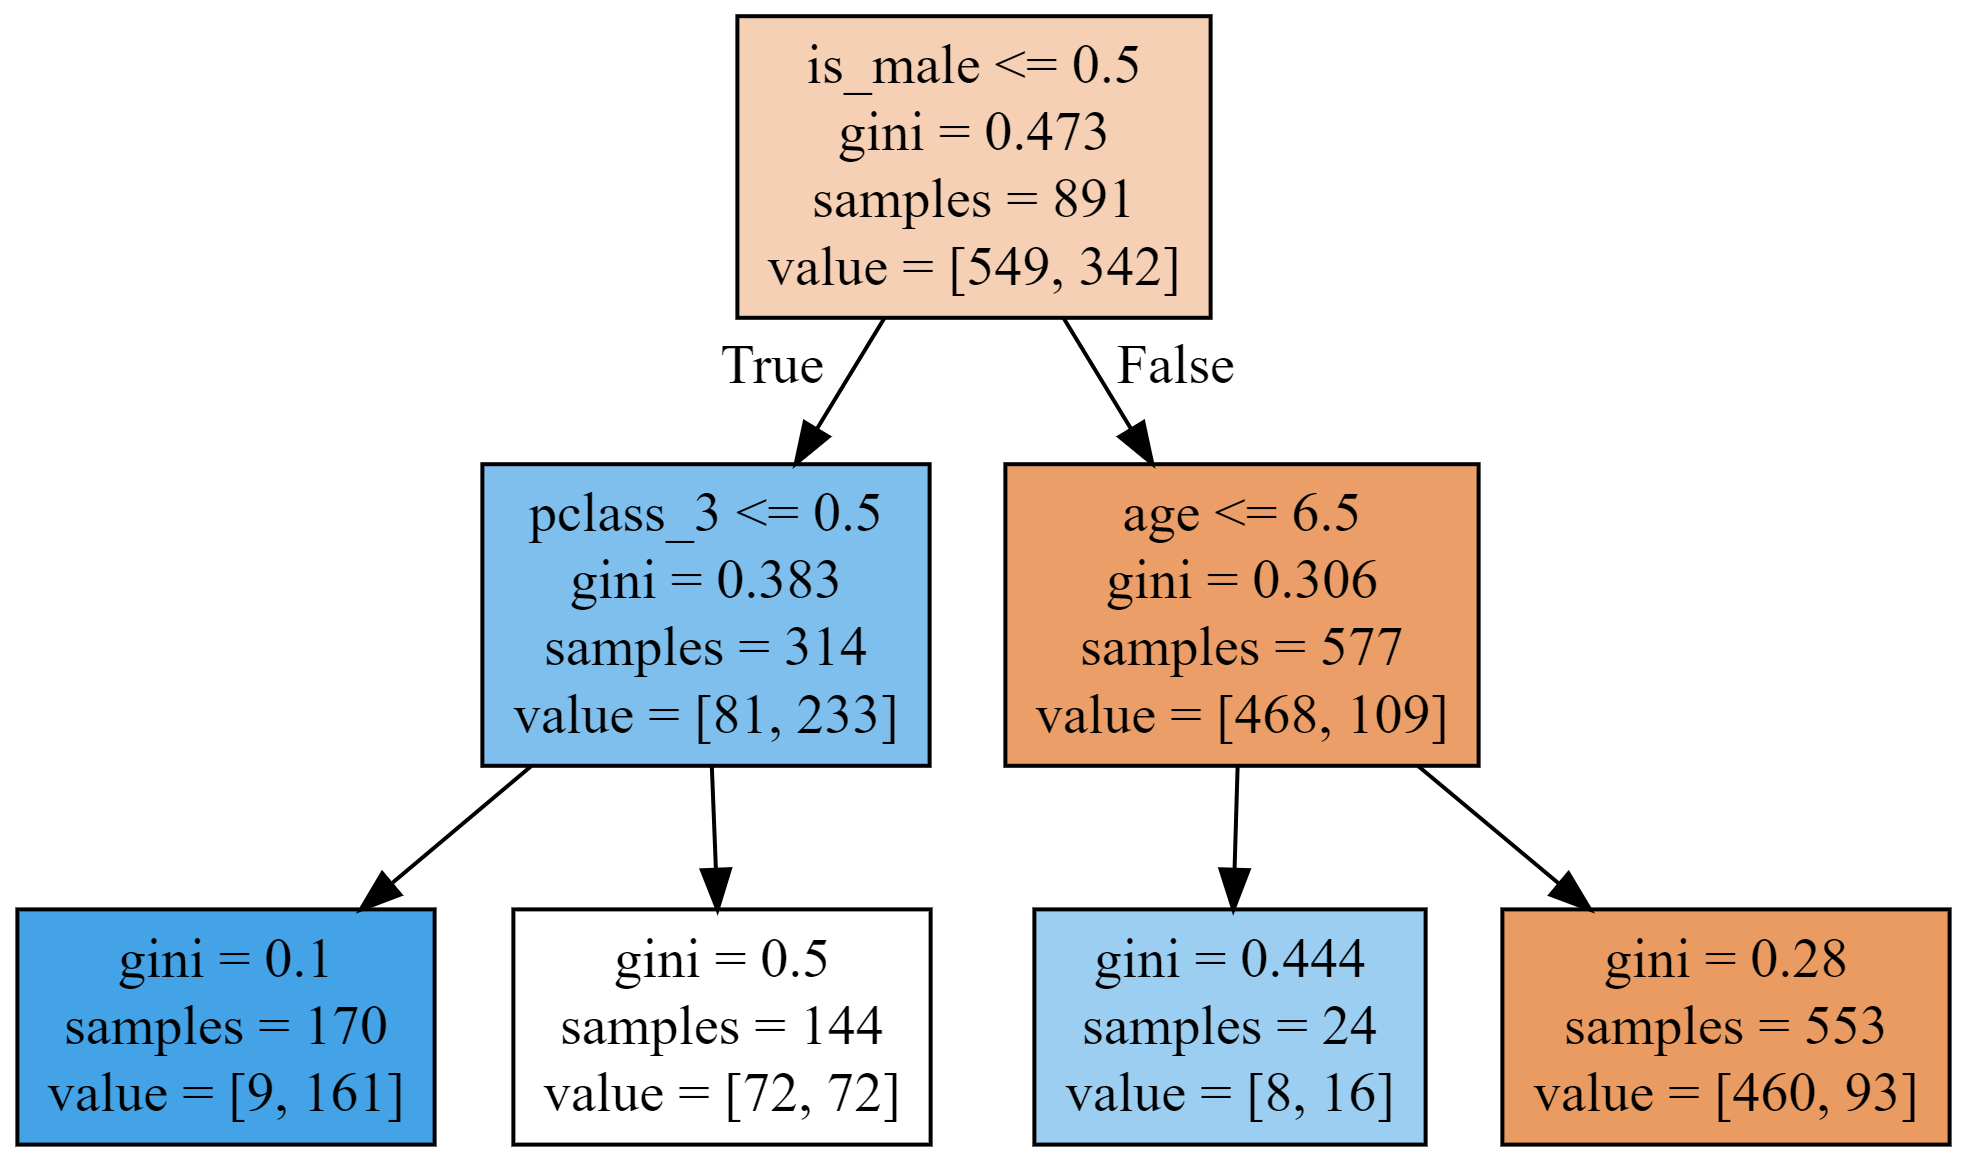 is_male <= 0.5
gini = 0.473
samples = 891
value = [549, 342]
True
False
pclass_3 <= 0.5
gini = 0.383
samples = 314
value = [81, 233]
age <= 6.5
gini = 0.306
samples = 577
value = [468, 109]
gini = 0.1
samples = 170
value = [9, 161]
gini = 0.5
samples = 144
value = [72, 72]
gini = 0.444
samples = 24
value = [8, 16]
gini = 0.28
samples = 553
value = [460, 93]